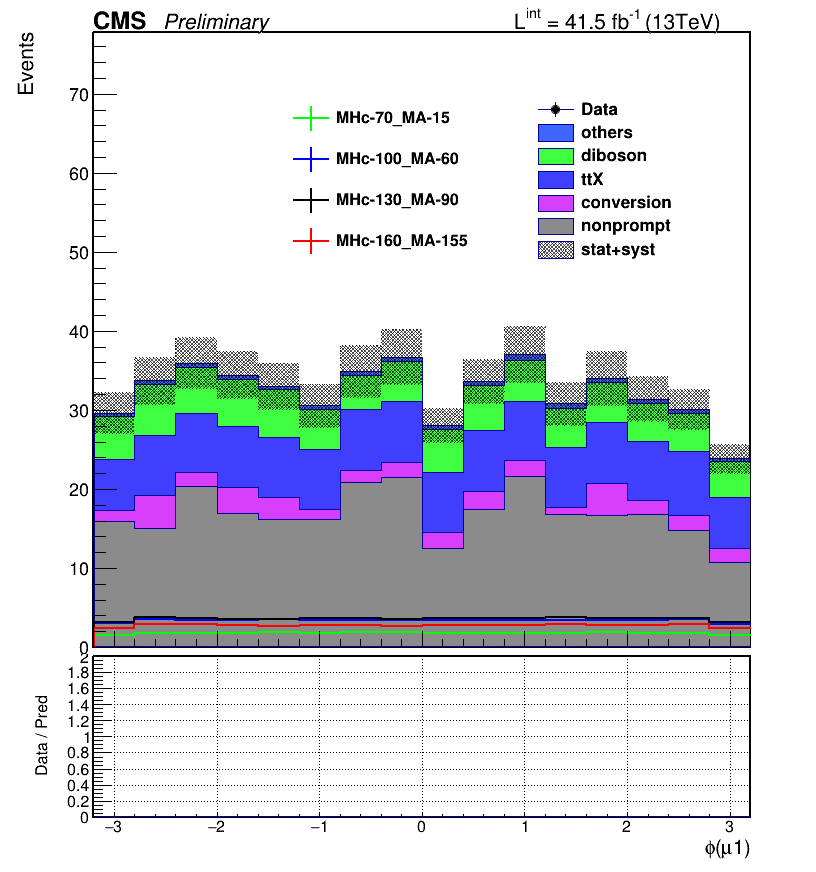 CMS Preliminary L^int = 41.5 fb⁻¹ (13TeV)
Events
70
60
50
40
30
20
10
0
MHc-70_MA-15
MHc-100_MA-60
MHc-130_MA-90
MHc-160_MA-155
Data
others
diboson
ttX
conversion
nonprompt
stat+syst
Data / Pred
2
1.8
1.6
1.4
1.2
1
0.8
0.6
0.4
0.2
0
−3 −2 −1 0 1 2 3
ϕ(μ1)